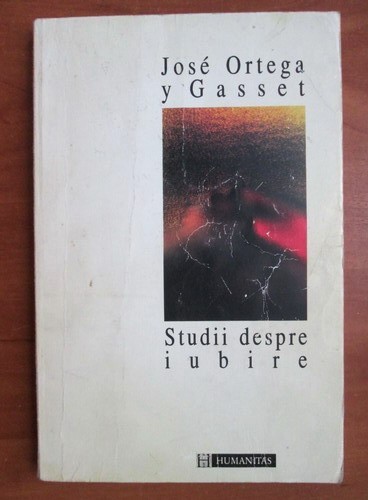 José Ortega
y Gasset
Studii despre
iubire
HUMANITAS